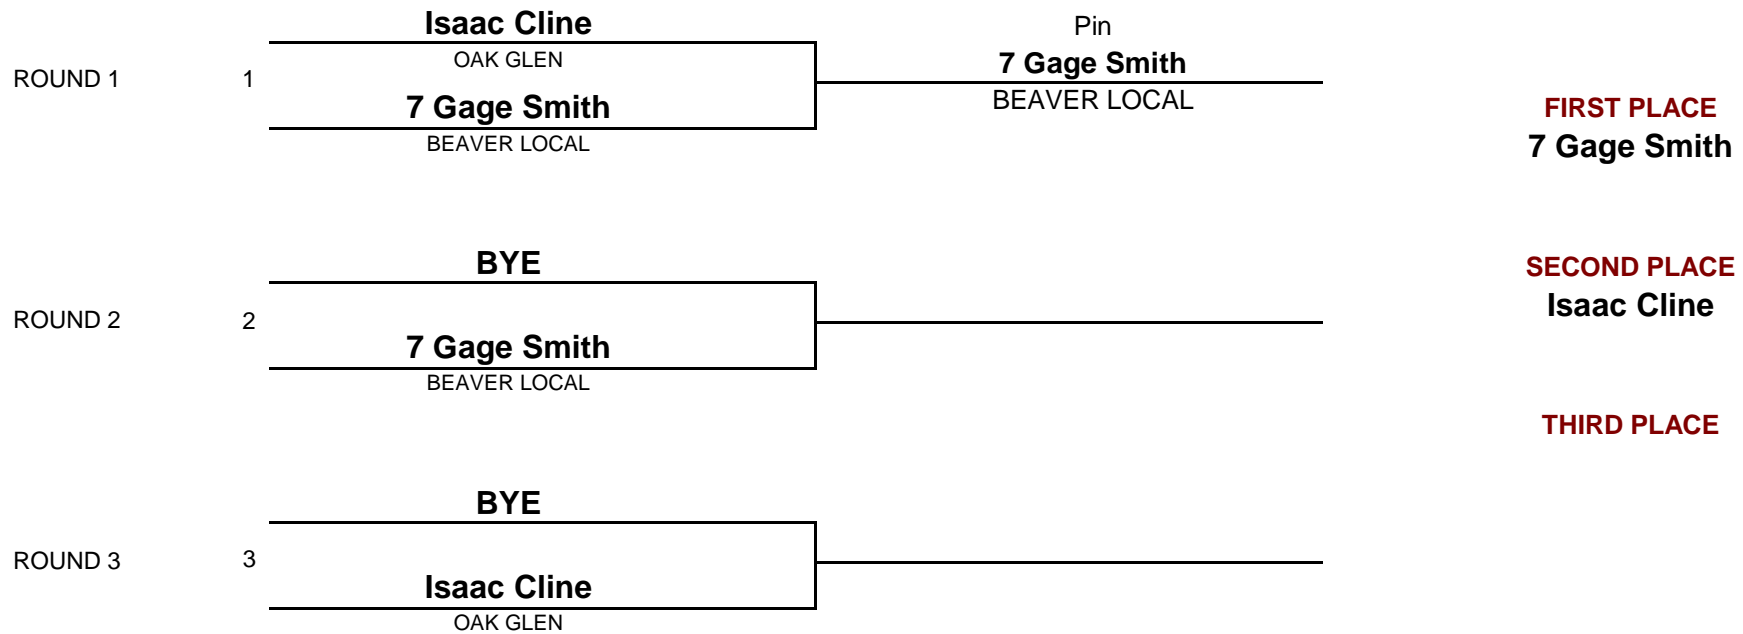 Isaac Cline
OAK GLEN
ROUND 1
1
7 Gage Smith
BEAVER LOCAL
Pin
7 Gage Smith
BEAVER LOCAL
FIRST PLACE
7 Gage Smith
BYE
ROUND 2
2
7 Gage Smith
BEAVER LOCAL
SECOND PLACE
Isaac Cline
THIRD PLACE
BYE
ROUND 3
3
Isaac Cline
OAK GLEN